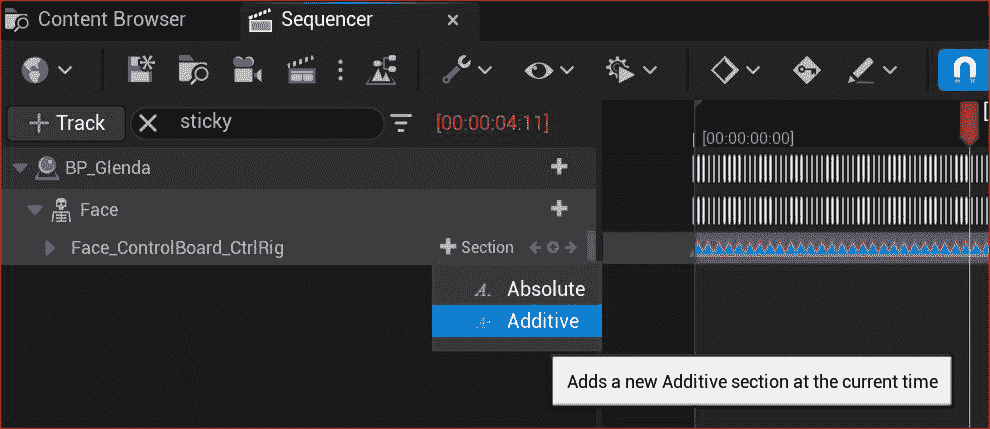 Content Browser
Sequencer
Track
sticky
[00:00:04:11]
[
[00:00:00:00]
BP_Glenda
Face
Face_ControlBoard_CtrlRig
Section
Absolute
Additive
Adds a new Additive section at the current time